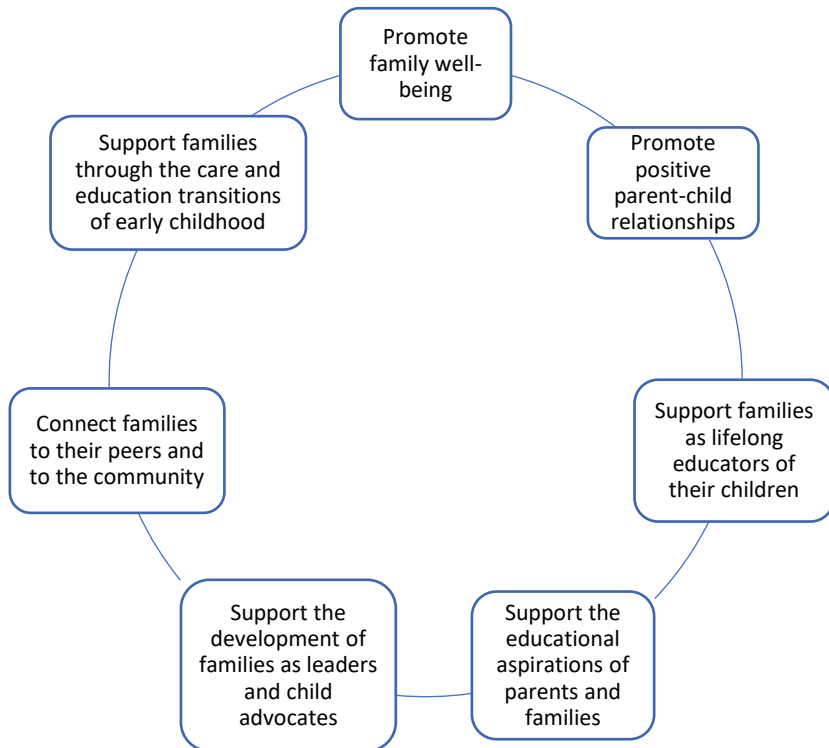 Promote
family well-
being
Promote
positive
parent-child
relationships
Support families
as lifelong
educators of
their children
Support the
educational
aspirations of
parents and
families
Support the
development of
families as leaders
and child
advocates
Connect families
to their peers and
to the community
Support families
through the care and
education transitions
of early childhood